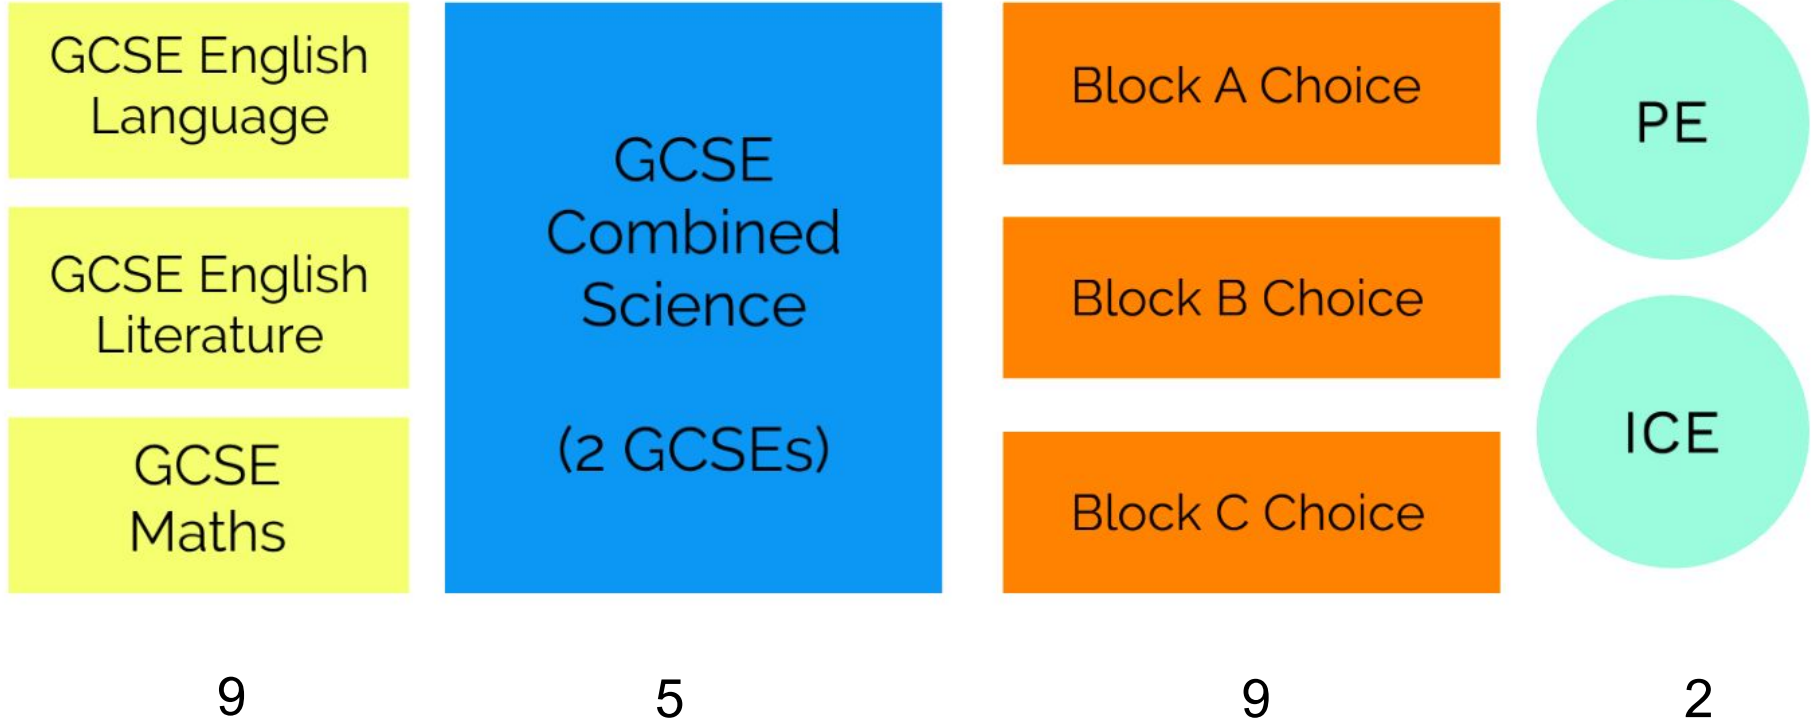 GCSE English
Language
GCSE English
Literature
GCSE
Maths
GCSE
Combined
Science
(2 GCSEs)
Block A Choice
Block B Choice
Block C Choice
PE
ICE
9
5
9
2